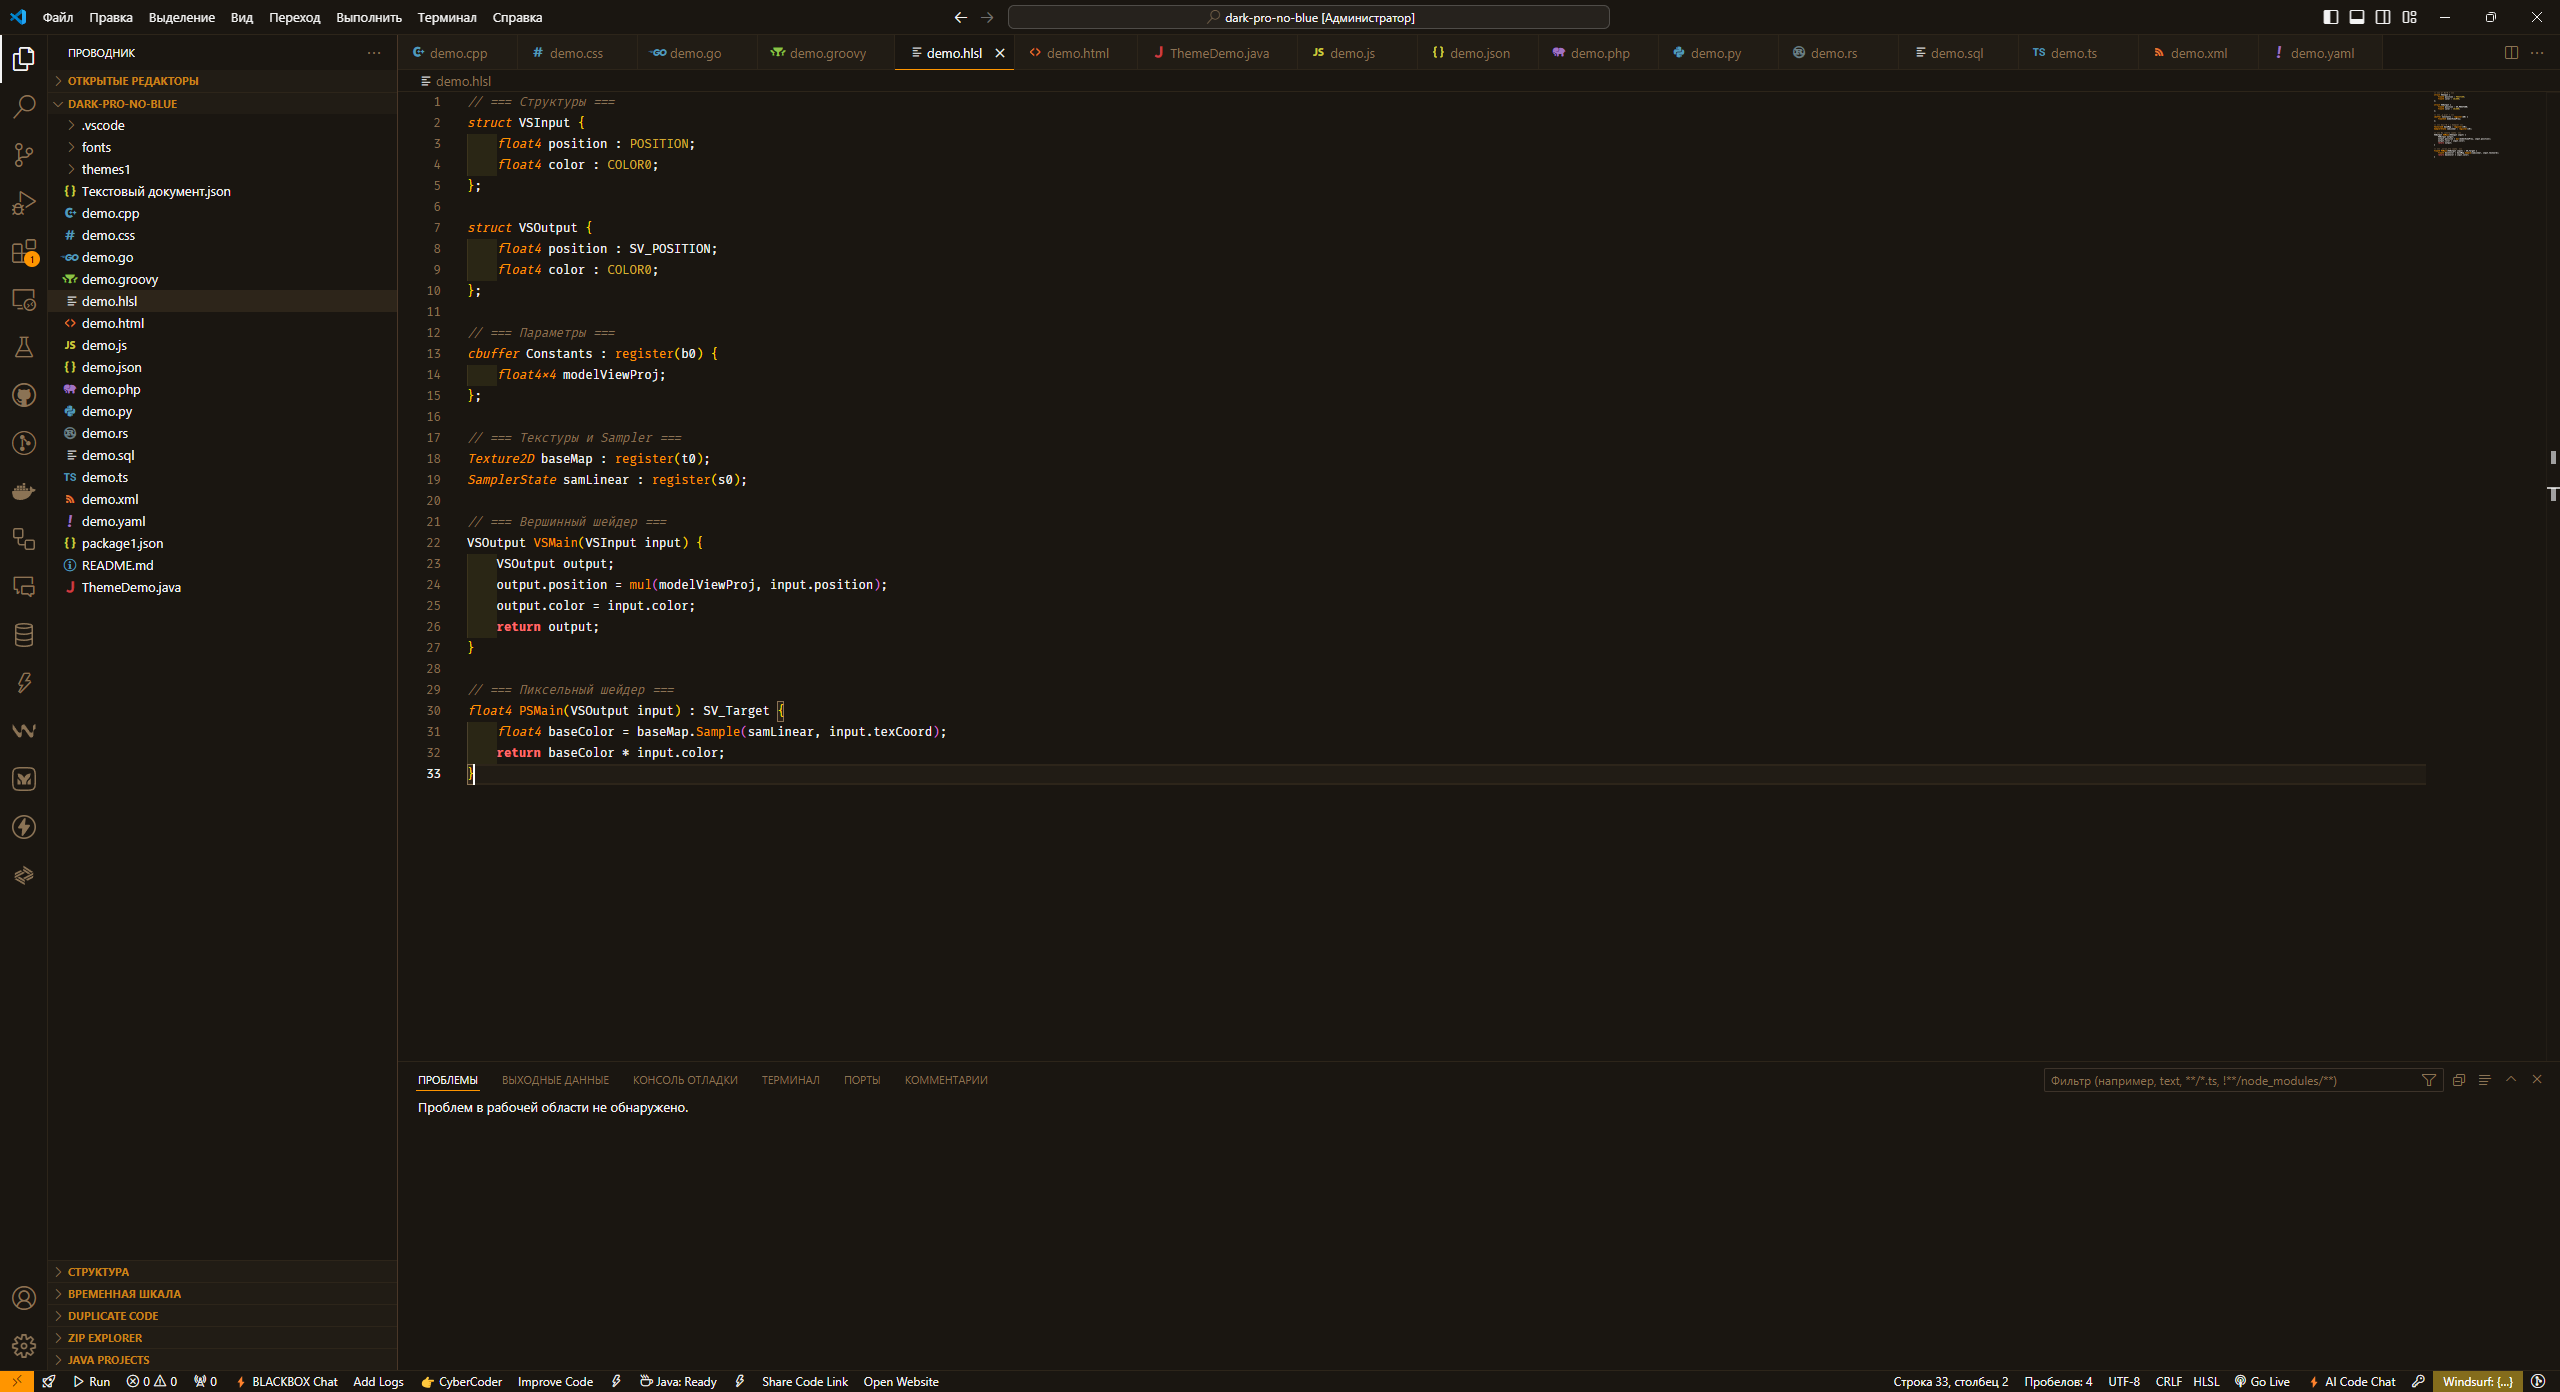 Файл Правка Выделение Вид Переход Выполнить Терминал Справка
dark-pro-no-blue [Администратор]
ПРОВОДНИК
ОТКРЫТЫЕ РЕДАКТОРЫ
DARK-PRO-NO-BLUE
.vscode
fonts
themes1
Текстовый документ.json
demo.cpp
demo.css
demo.go
demo.groovy
demo.hlsl
demo.html
demo.js
demo.json
demo.php
demo.py
demo.rs
demo.sql
demo.ts
demo.xml
demo.yaml
package1.json
README.md
ThemeDemo.java
СТРУКТУРА
ВРЕМЕННАЯ ШКАЛА
DUPLICATE CODE
ZIP EXPLORER
JAVA PROJECTS
demo.cpp demo.css demo.go demo.groovy demo.hlsl demo.html ThemeDemo.java demo.js demo.json demo.php demo.py demo.rs demo.sql demo.ts demo.xml demo.yaml
demo.hlsl
1 // === Структуры ===
2 struct VSInput {
3 float4 position : POSITION;
4 float4 color : COLOR0;
5 };
6
7 struct VSOutput {
8 float4 position : SV_POSITION;
9 float4 color : COLOR0;
10 };
11
12 // === Параметры ===
13 cbuffer Constants : register(b0) {
14 float4×4 modelViewProj;
15 };
16
17 // === Текстуры и Sampler ===
18 Texture2D baseMap : register(t0);
19 SamplerState samLinear : register(s0);
20
21 // === Вершинный шейдер ===
22 VSOutput VSMain(VSInput input) {
23 VSOutput output;
24 output.position = mul(modelViewProj, input.position);
25 output.color = input.color;
26 return output;
27 }
28
29 // === Пиксельный шейдер ===
30 float4 PSMain(VSOutput input) : SV_Target {
31 float4 baseColor = baseMap.Sample(samLinear, input.texCoord);
32 return baseColor * input.color;
33 }
ПРОБЛЕМЫ ВЫХОДНЫЕ ДАННЫЕ КОНСОЛЬ ОТЛАДКИ ТЕРМИНАЛ ПОРТЫ КОММЕНТАРИИ
Фильтр (например, text, **/*.ts, !**/node_modules/**)
Проблем в рабочей области не обнаружено.
Run 0 0 0 BLACKBOX Chat Add Logs CyberCoder Improve Code Java: Ready Share Code Link Open Website
Строка 33, столбец 2 Пробелов: 4 UTF-8 CRLF HLSL Go Live AI Code Chat Windsurf: {...}